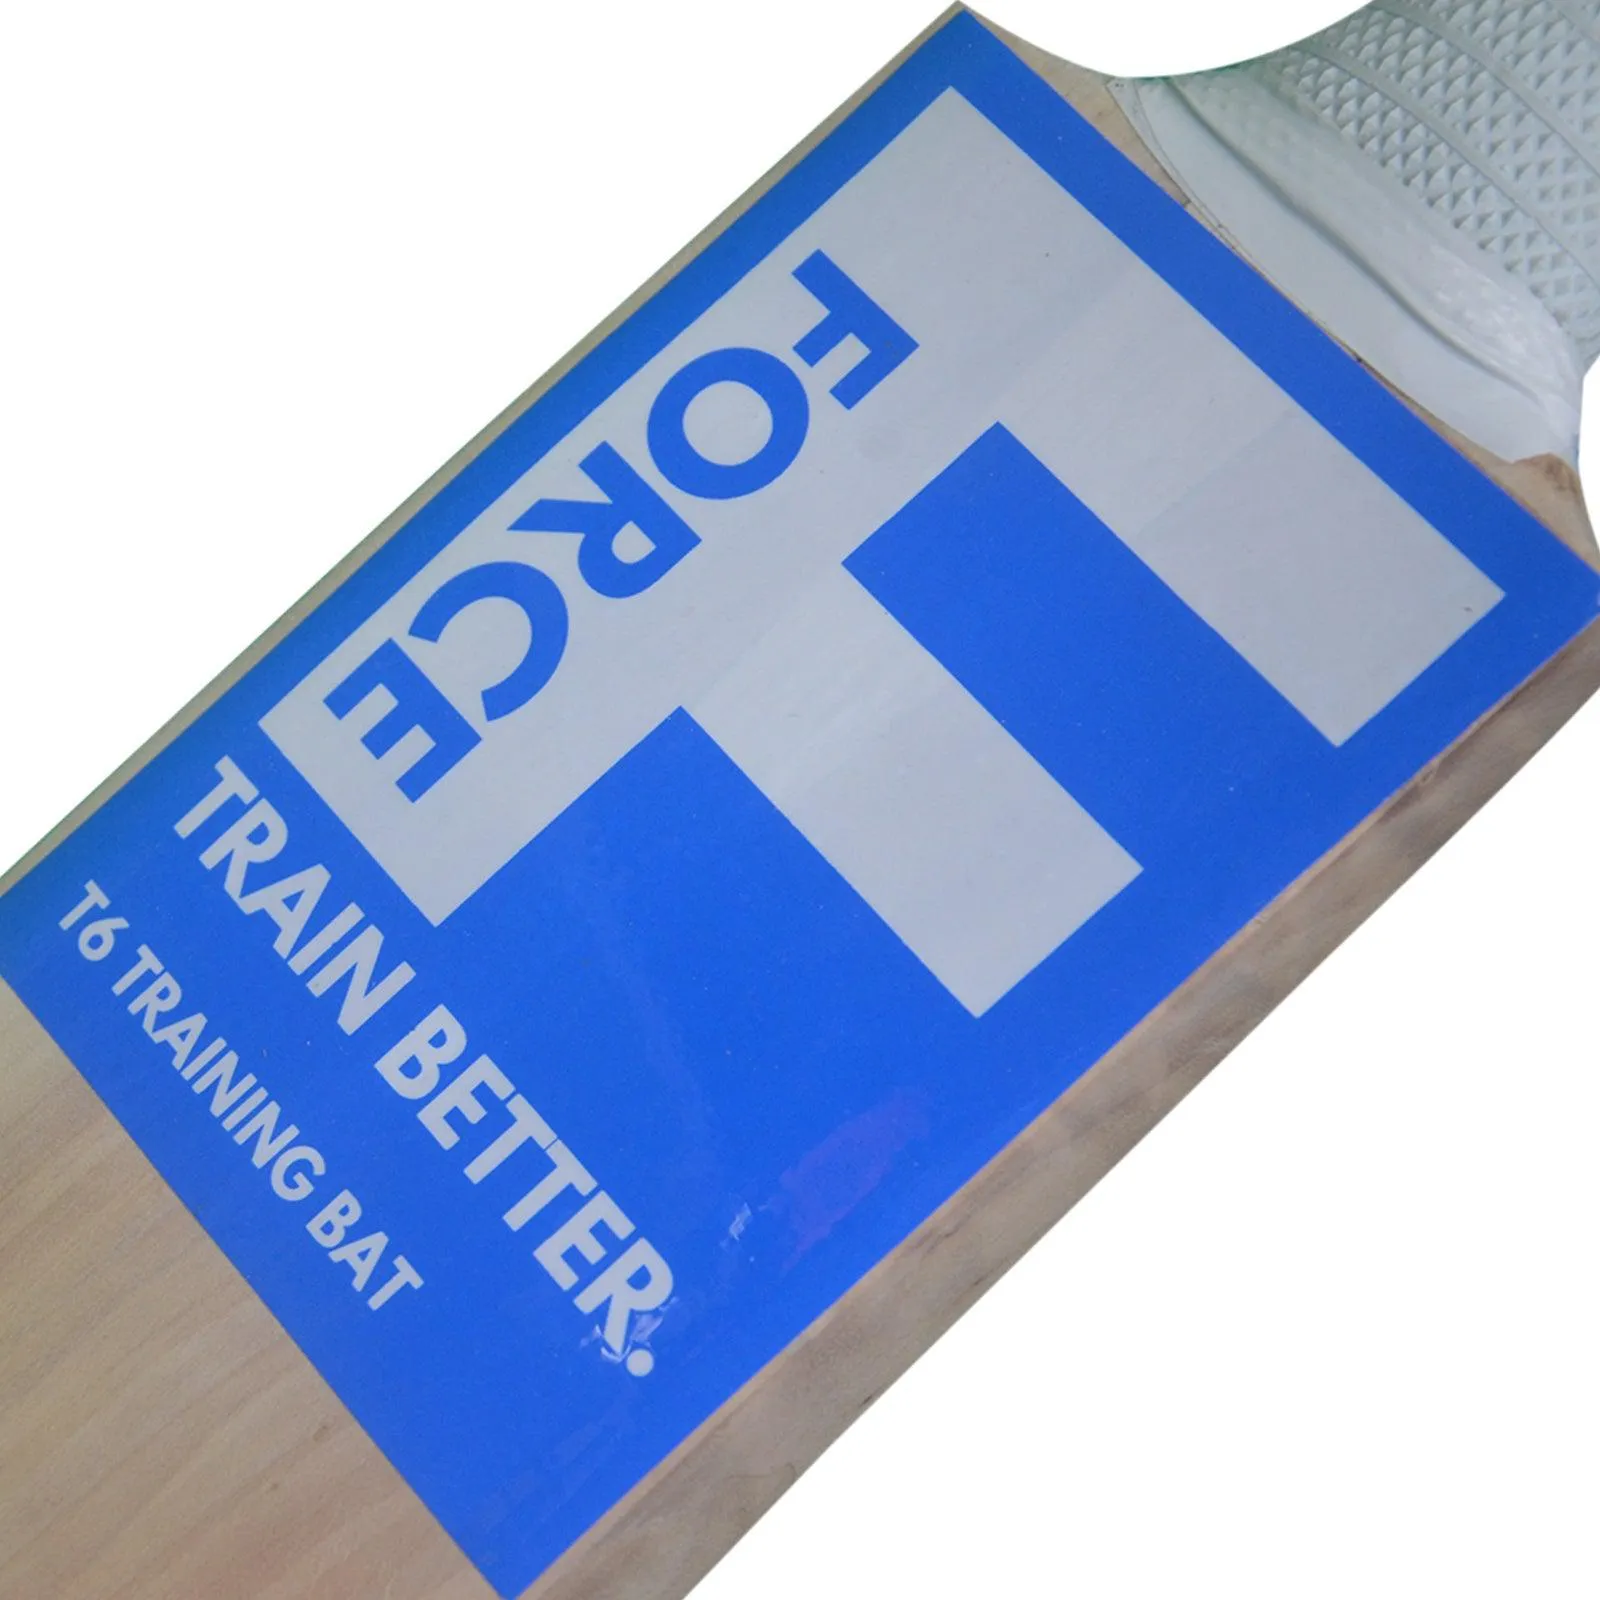 FORCE
TRAIN BETTER.
T6 TRAINING BAT